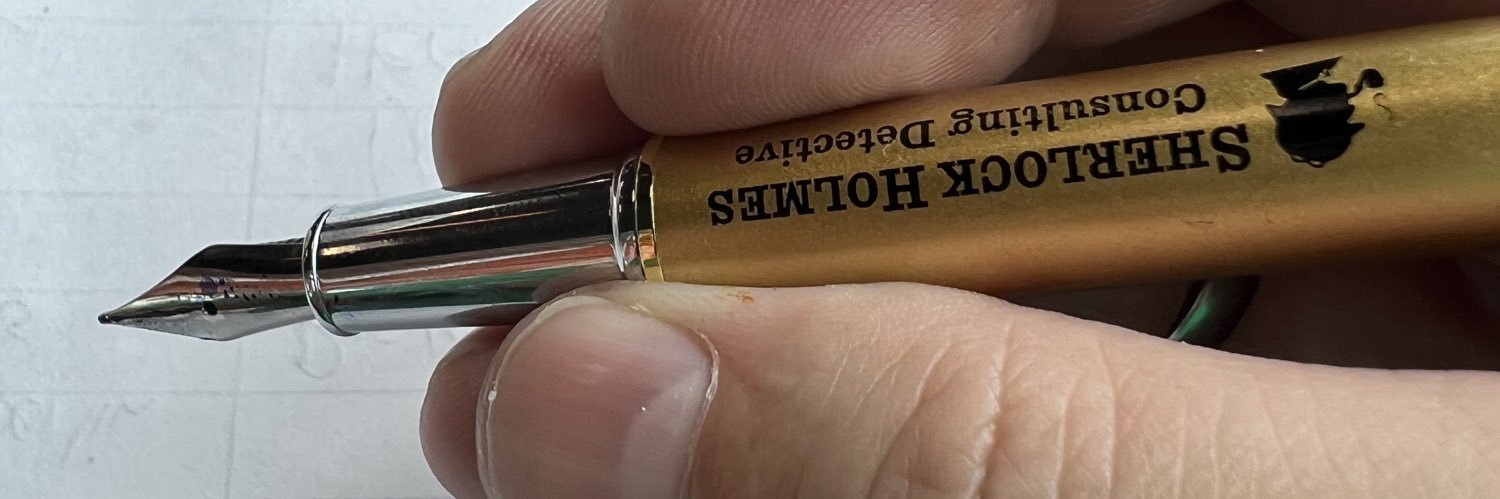 SHERLOCK HOLMES
Consulting Detective